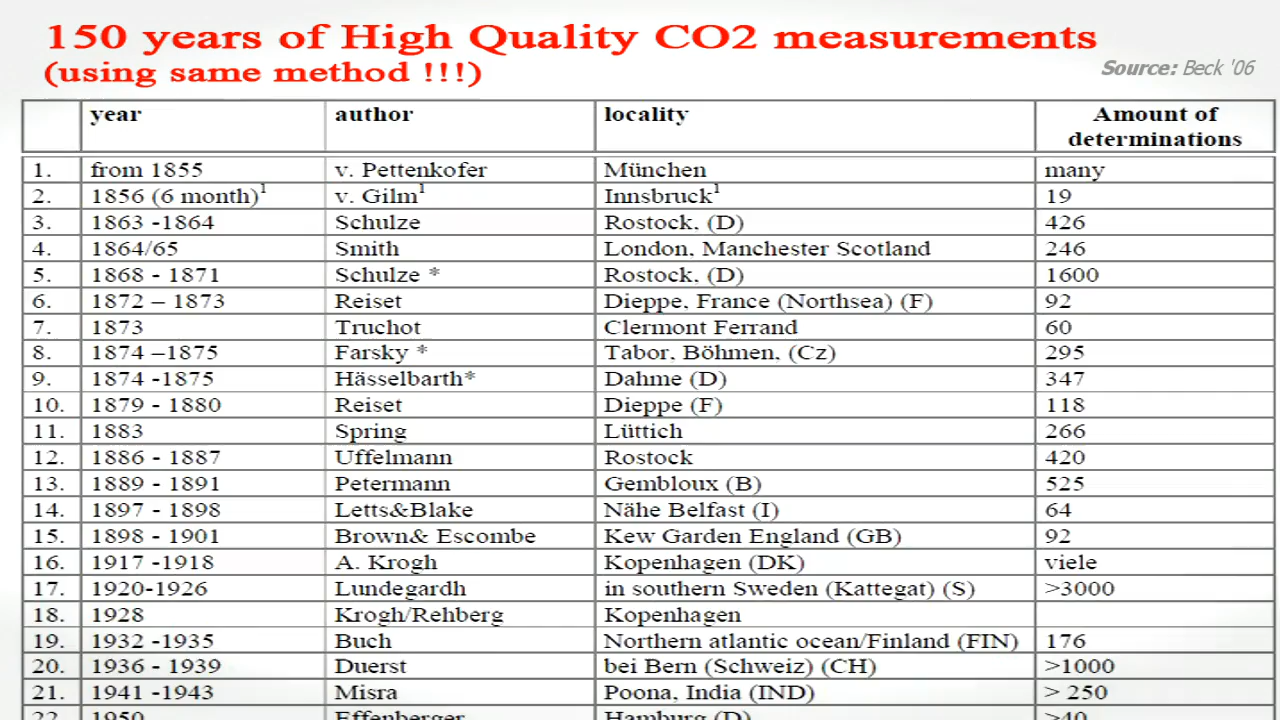 150 years of High Quality CO2 measurements
(using same method !!!)
Source: Beck '06
year author locality Amount of determinations
1. from 1855 v. Pettenkofer München many
2. 1856 (6 month)1 v. Gilm1 Innsbruck1 19
3. 1863 -1864 Schulze Rostock, (D) 426
4. 1864/65 Smith London, Manchester Scotland 246
5. 1868 - 1871 Schulze * Rostock, (D) 1600
6. 1872 – 1873 Reiset Dieppe, France (Northsea) (F) 92
7. 1873 Truchot Clermont Ferrand 60
8. 1874 –1875 Farsky * Tabor, Böhmen, (Cz) 295
9. 1874 -1875 Hässelbarth* Dahme (D) 347
10. 1879 - 1880 Reiset Dieppe (F) 118
11. 1883 Spring Lüttich 266
12. 1886 - 1887 Uffelmann Rostock 420
13. 1889 - 1891 Petermann Gembloux (B) 525
14. 1897 - 1898 Letts&Blake Nähe Belfast (I) 64
15. 1898 - 1901 Brown& Escombe Kew Garden England (GB) 92
16. 1917 -1918 A. Krogh Kopenhagen (DK) viele
17. 1920-1926 Lundegardh in southern Sweden (Kattegat) (S) >3000
18. 1928 Krogh/Rehberg Kopenhagen
19. 1932 -1935 Buch Northern atlantic ocean/Finland (FIN) 176
20. 1936 - 1939 Duerst bei Bern (Schweiz) (CH) >1000
21. 1941 -1943 Misra Poona, India (IND) > 250
22. 1950 Effenberger Hamburg (D) >40